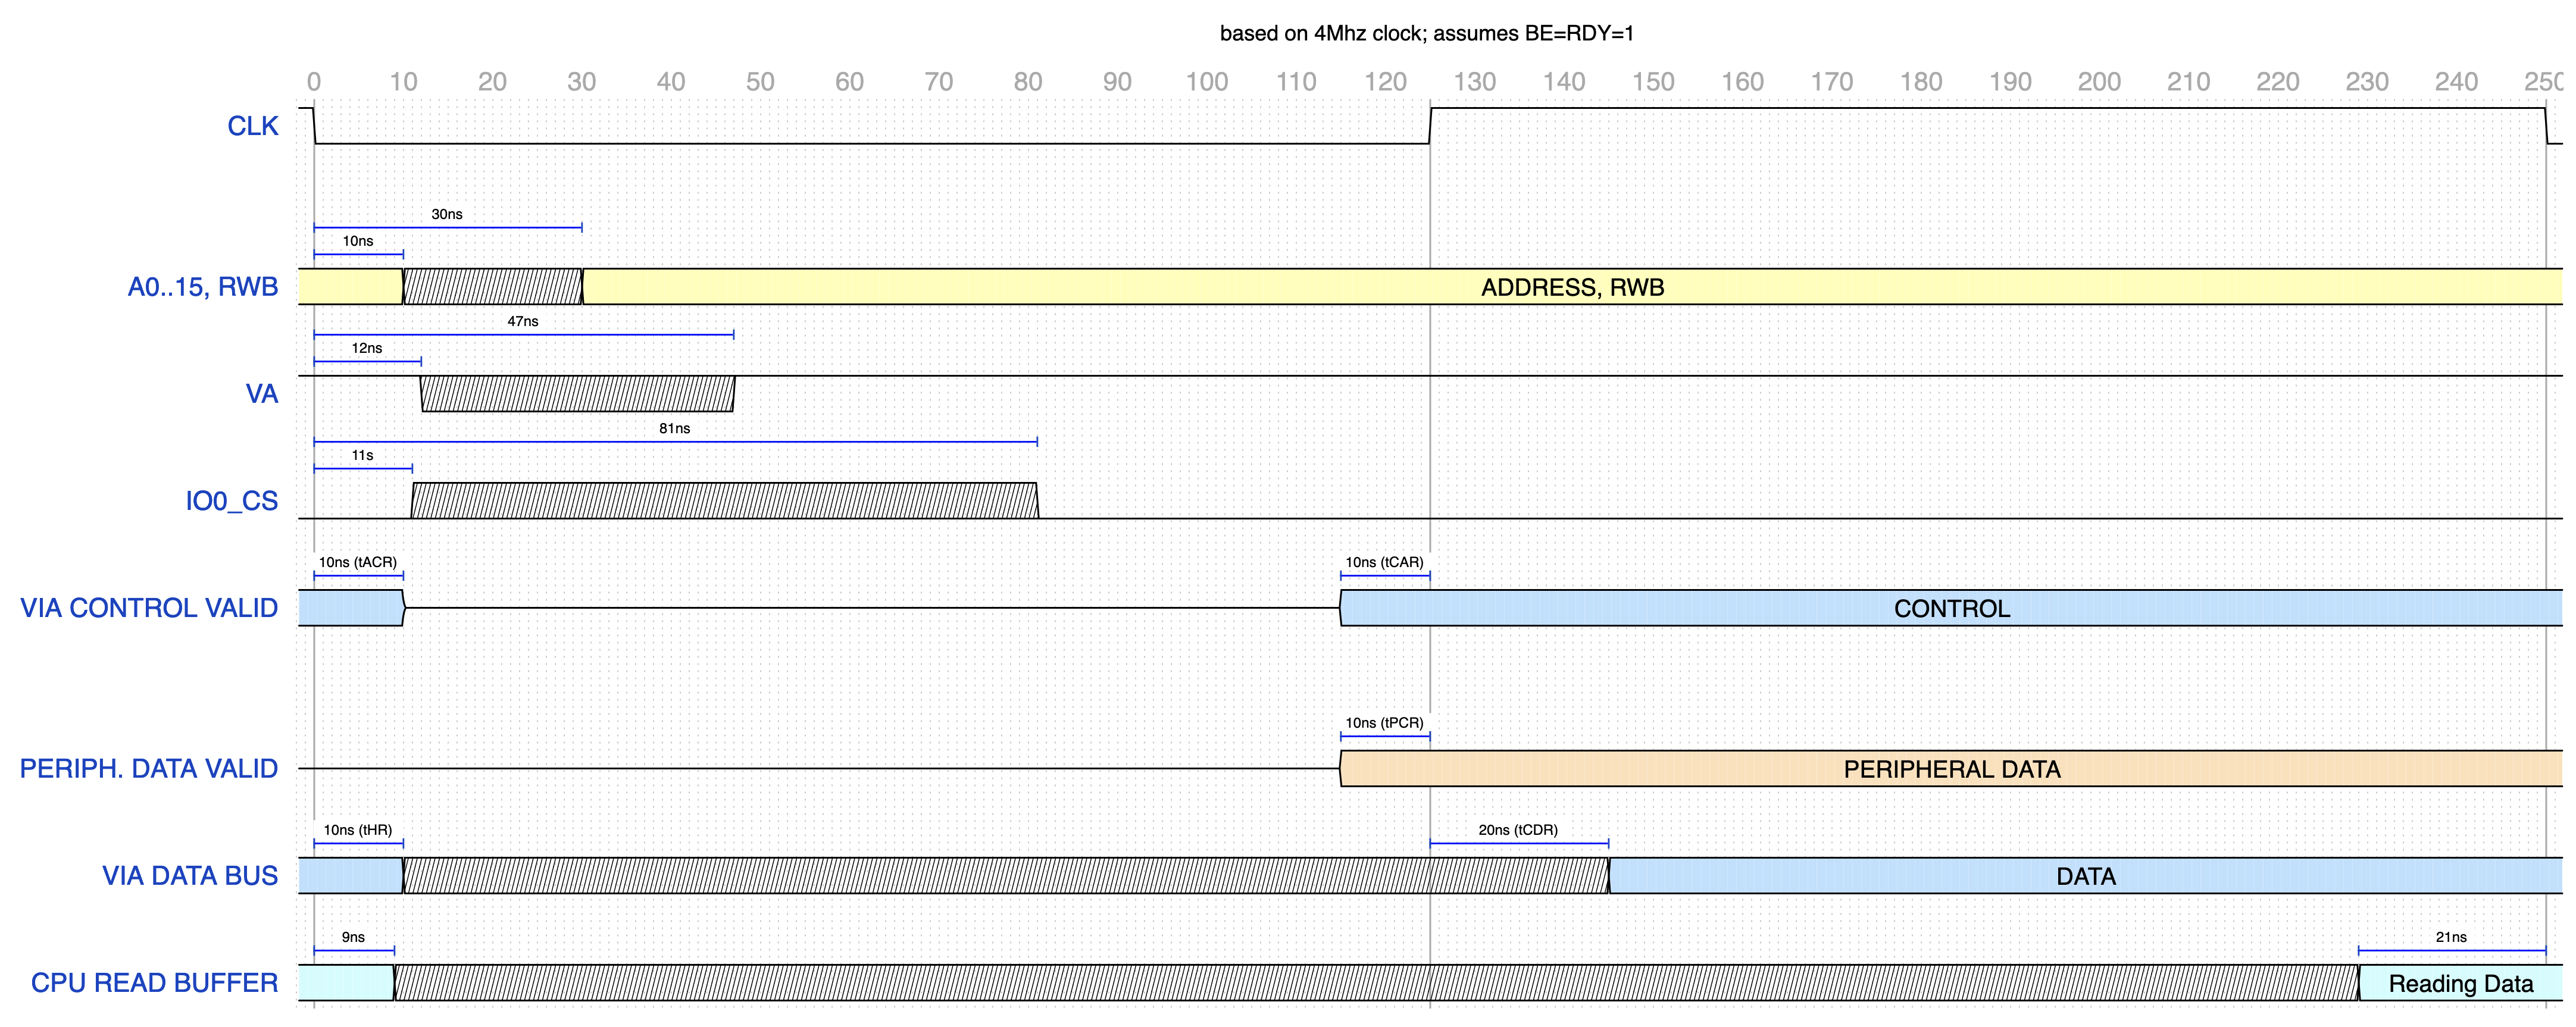 based on 4Mhz clock; assumes BE=RDY=1
0 10 20 30 40 50 60 70 80 90 100 110 120 130 140 150 160 170 180 190 200 210 220 230 240 250
CLK
30ns
10ns
A0..15, RWB ADDRESS, RWB
47ns
12ns
VA
81ns
11s
IO0_CS
10ns (tACR) 10ns (tCAR)
VIA CONTROL VALID CONTROL
10ns (tPCR)
PERIPH. DATA VALID PERIPHERAL DATA
10ns (tHR) 20ns (tCDR)
VIA DATA BUS DATA
9ns 21ns
CPU READ BUFFER Reading Data